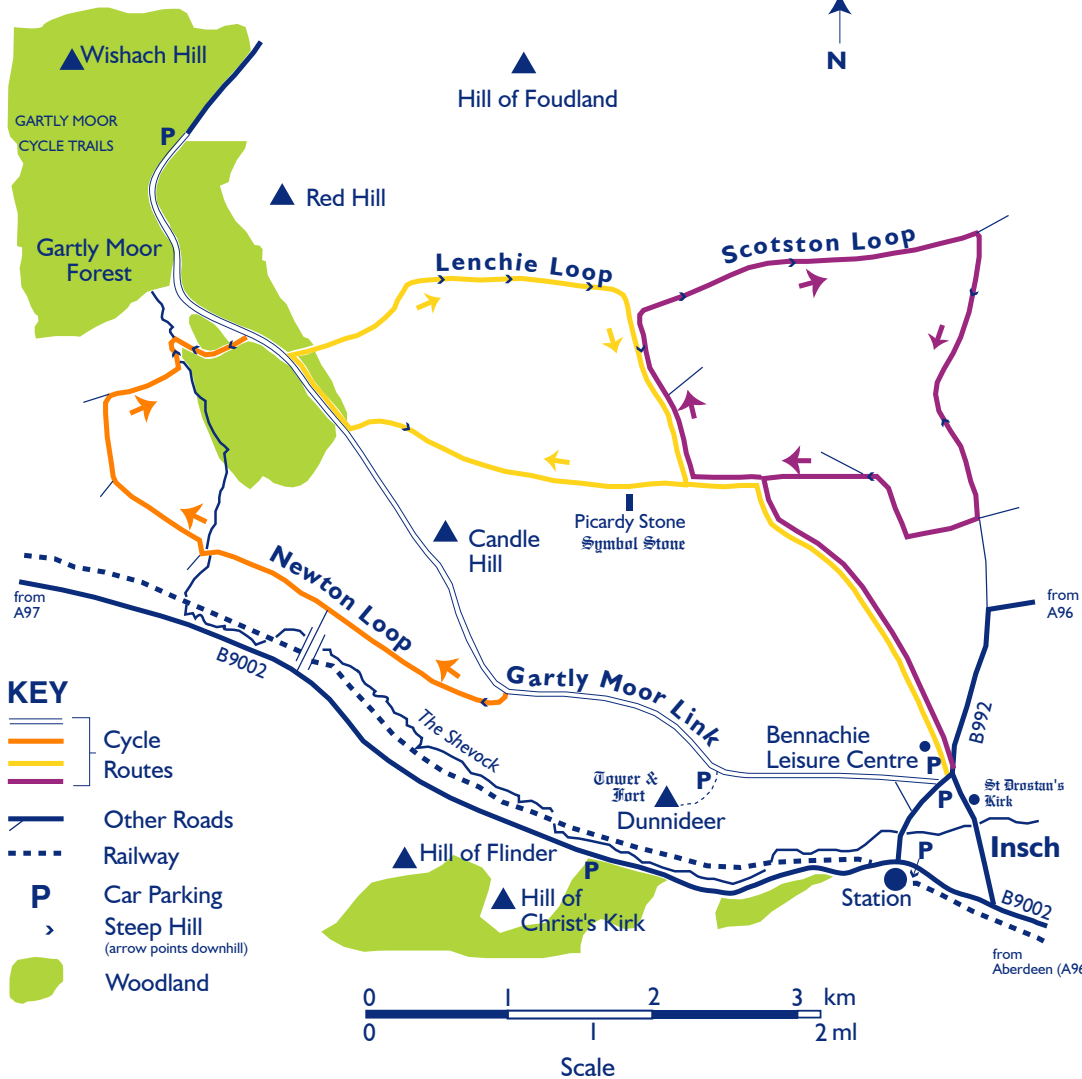 Wishach Hill
N
Hill of Foudland
GARTLY MOOR
CYCLE TRAILS
P
Red Hill
Gartly Moor
Forest
Lenchie Loop
Scotston Loop
Picardy Stone
Symbol Stone
Candle
Hill
Newton Loop
from
A97
from
A96
B9002
Gartly Moor Link
B992
The Shevock
Bennachie
Leisure Centre
P
P
St Drostan's
Kirk
Tower &
Fort
P
Dunnideer
Insch
P
Station
B9002
from
Aberdeen (A96
Hill of Flinder
P
Hill of
Christ's Kirk
KEY
Cycle
Routes
Other Roads
Railway
P Car Parking
Steep Hill
(arrow points downhill)
Woodland
0 1 2 3 km
0 1 2 ml
Scale